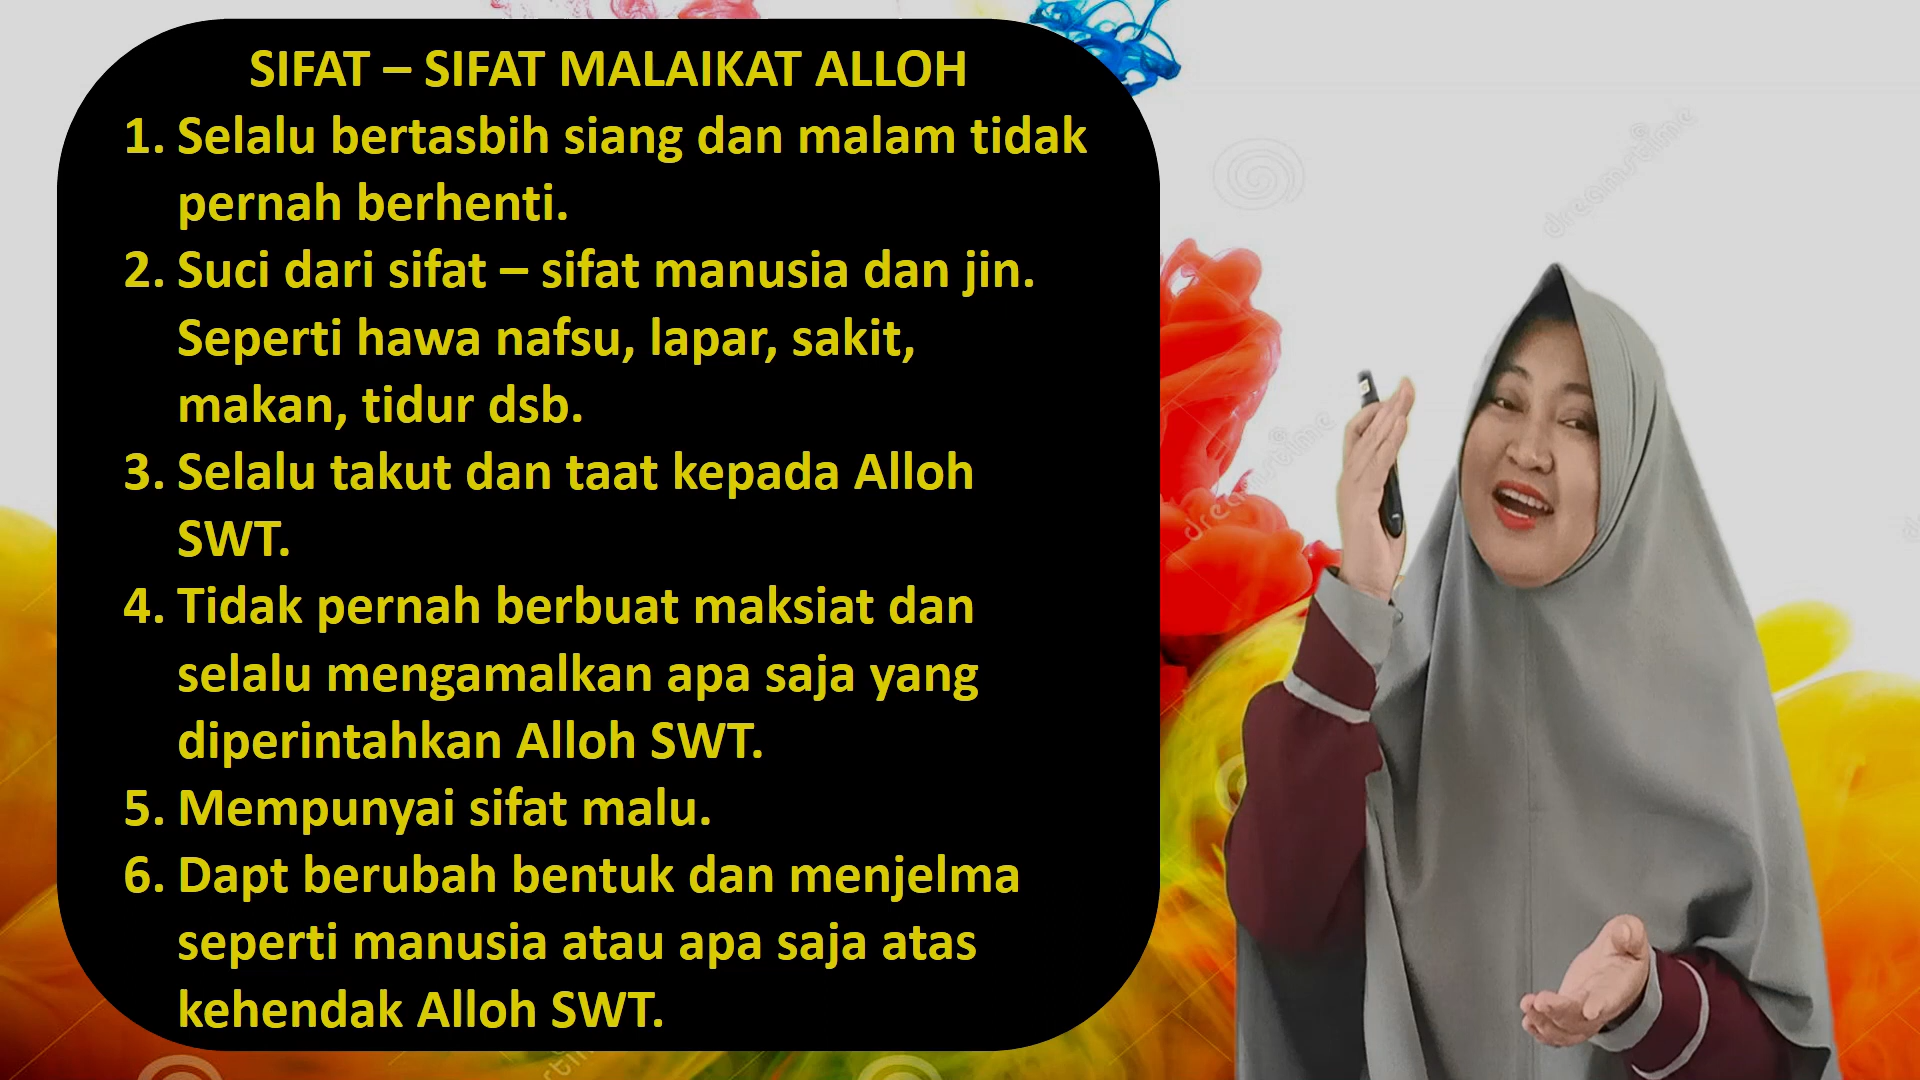 SIFAT – SIFAT MALAIKAT ALLOH
1. Selalu bertasbih siang dan malam tidak
pernah berhenti.
2. Suci dari sifat – sifat manusia dan jin.
Seperti hawa nafsu, lapar, sakit,
makan, tidur dsb.
3. Selalu takut dan taat kepada Alloh
SWT.
4. Tidak pernah berbuat maksiat dan
selalu mengamalkan apa saja yang
diperintahkan Alloh SWT.
5. Mempunyai sifat malu.
6. Dapt berubah bentuk dan menjelma
seperti manusia atau apa saja atas
kehendak Alloh SWT.
dreamstime
dreamstime